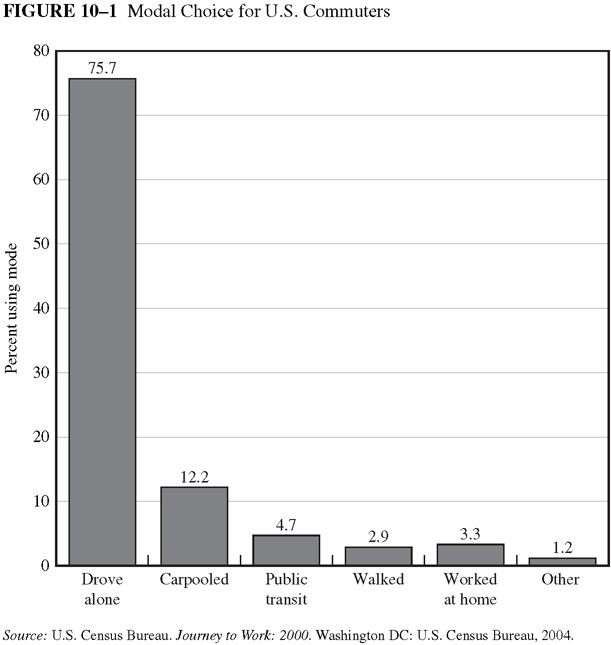 FIGURE 10–1 Modal Choice for U.S. Commuters
80
70
60
50
40
30
20
10
0
Percent using mode
75.7
12.2
4.7
2.9
3.3
1.2
Drove
alone
Carpooled
Public
transit
Walked
Worked
at home
Other
Source: U.S. Census Bureau. Journey to Work: 2000. Washington DC: U.S. Census Bureau, 2004.